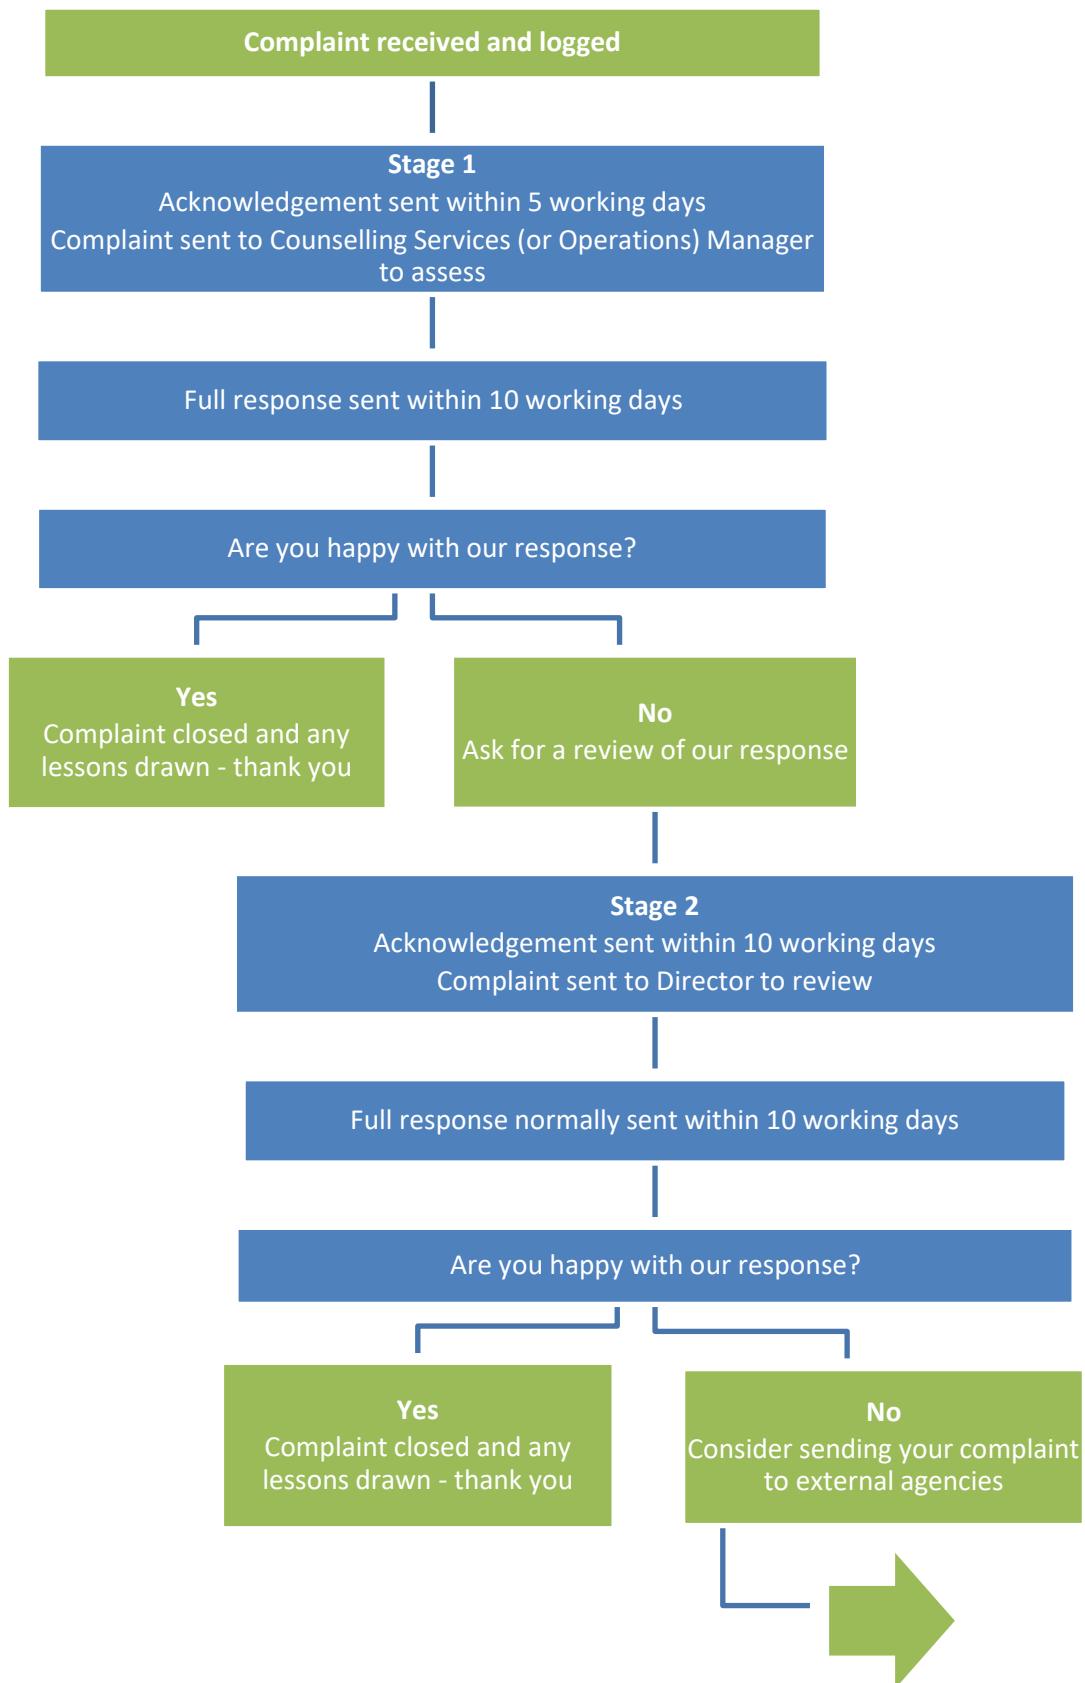 Complaint received and logged
Stage 1
Acknowledgement sent within 5 working days
Complaint sent to Counselling Services (or Operations) Manager
to assess
Full response sent within 10 working days
Are you happy with our response?
Yes
Complaint closed and any
lessons drawn - thank you
No
Ask for a review of our response
Stage 2
Acknowledgement sent within 10 working days
Complaint sent to Director to review
Full response normally sent within 10 working days
Are you happy with our response?
Yes
Complaint closed and any
lessons drawn - thank you
No
Consider sending your complaint
to external agencies